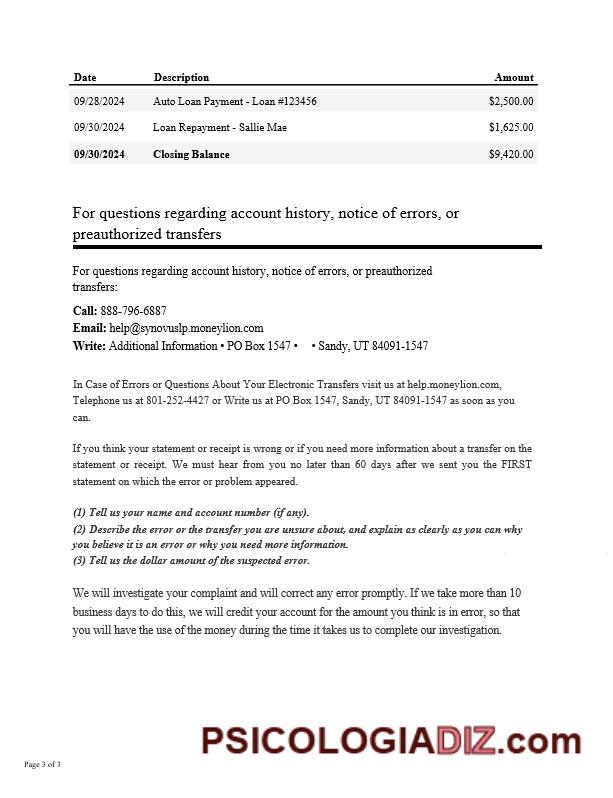 Date Description Amount
09/28/2024 Auto Loan Payment - Loan #123456 $2,500.00
09/30/2024 Loan Repayment - Sallie Mae $1,625.00
09/30/2024 Closing Balance $9,420.00
For questions regarding account history, notice of errors, or
preauthorized transfers
For questions regarding account history, notice of errors, or preauthorized
transfers:
Call: 888-796-6887
Email: help@synovuslp.moneylion.com
Write: Additional Information • PO Box 1547 • • Sandy, UT 84091-1547
In Case of Errors or Questions About Your Electronic Transfers visit us at help.moneylion.com,
Telephone us at 801-252-4427 or Write us at PO Box 1547, Sandy, UT 84091-1547 as soon as you
can.
If you think your statement or receipt is wrong or if you need more information about a transfer on the
statement or receipt. We must hear from you no later than 60 days after we sent you the FIRST
statement on which the error or problem appeared.
(1) Tell us your name and account number (if any).
(2) Describe the error or the transfer you are unsure about, and explain as clearly as you can why
you believe it is an error or why you need more information.
(3) Tell us the dollar amount of the suspected error.
We will investigate your complaint and will correct any error promptly. If we take more than 10
business days to do this, we will credit your account for the amount you think is in error, so that
you will have the use of the money during the time it takes us to complete our investigation.
PSICOLOGIADIZ.com
Page 3 of 3